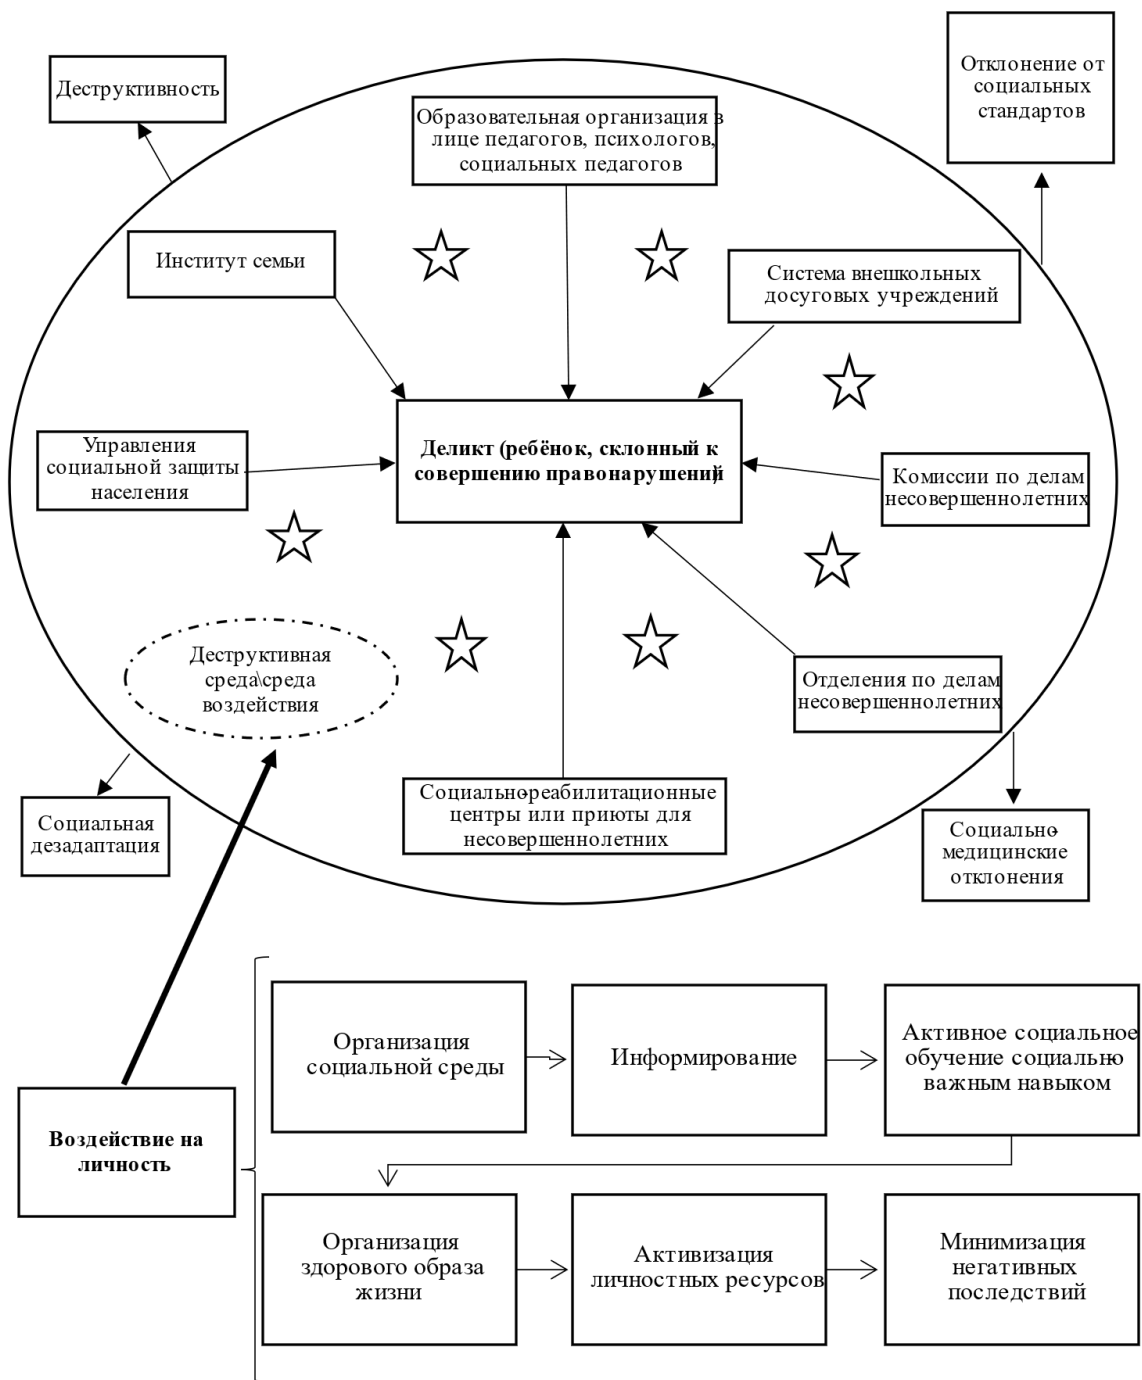 Деструктивность
Отклонение от
социальных
стандартов
Образовательная организация в
лице педагогов, психологов,
социальных педагогов
Институт семьи
Система внешкольных
досуговых учреждений
Управления
социальной защиты
населения
Деликт (ребёнок, склонный к
совершению правонарушений)
Комиссии по делам
несовершеннолетних
Деструктивная
среда\среда
воздействия
Отделения по делам
несовершеннолетних
Социально-реабилитационные
центры или приюты для
несовершеннолетних
Социальная
дезадаптация
Социально-
медицинские
отклонения
Воздействие на
личность
Организация
социальной среды
Информирование
Активное социальное
обучение социально-
важным навыком
Организация
здорового образа
жизни
Активизация
личностных ресурсов
Минимизация
негативных
последствий